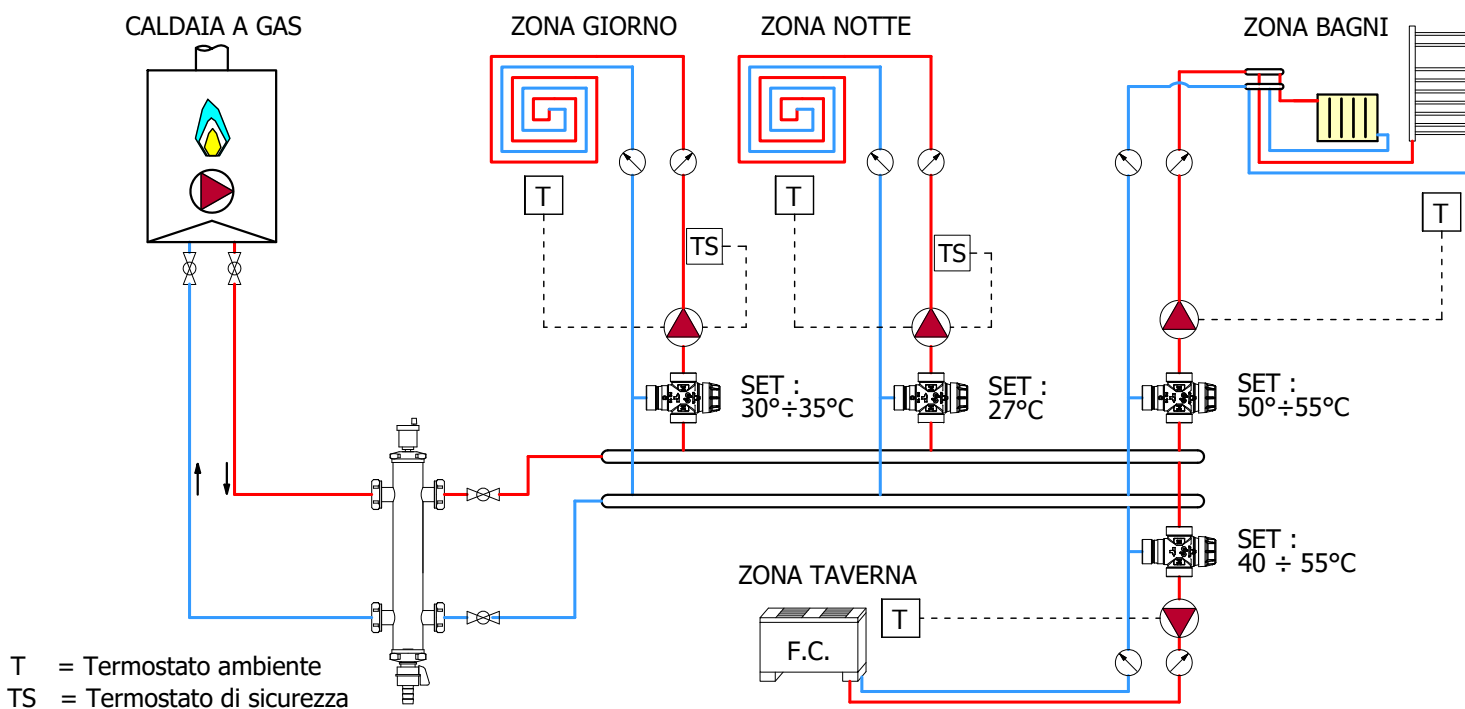 CALDAIA A GAS
ZONA GIORNO
ZONA NOTTE
ZONA BAGNI
T
T
T
TS
TS
SET :
30°÷35°C
SET :
27°C
SET :
50°÷55°C
SET :
40 ÷ 55°C
ZONA TAVERNA
T
F.C.
T = Termostato ambiente
TS = Termostato di sicurezza